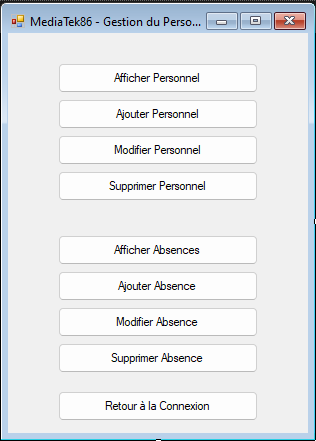 MediaTek86 - Gestion du Perso...
Afficher Personnel
Ajouter Personnel
Modifier Personnel
Supprimer Personnel
Afficher Absences
Ajouter Absence
Modifier Absence
Supprimer Absence
Retour à la Connexion